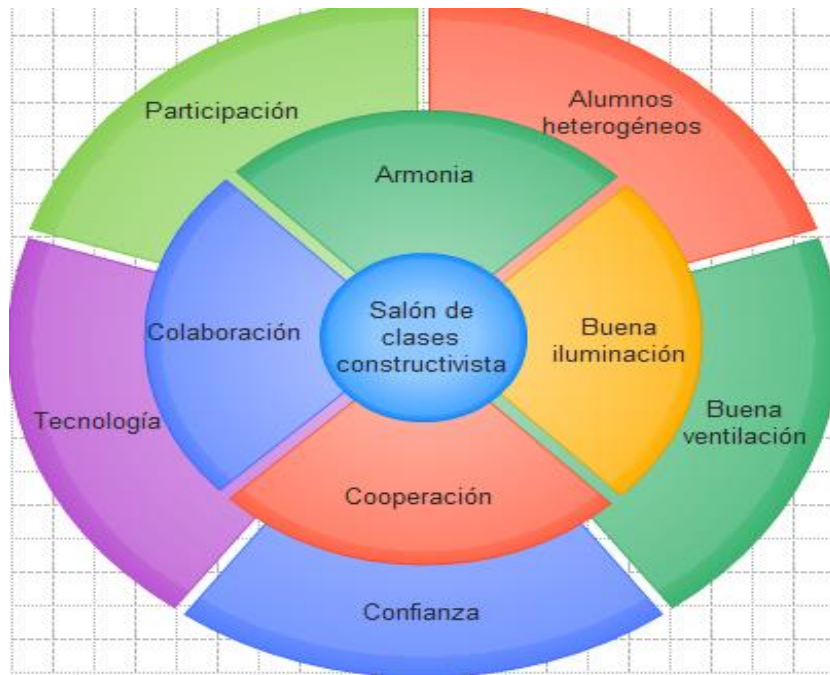 Participación
Alumnos
heterogéneos
Armonia
Salón de
clases
constructivista
Colaboración
Buena
iluminación
Tecnología
Buena
ventilación
Cooperación
Confianza